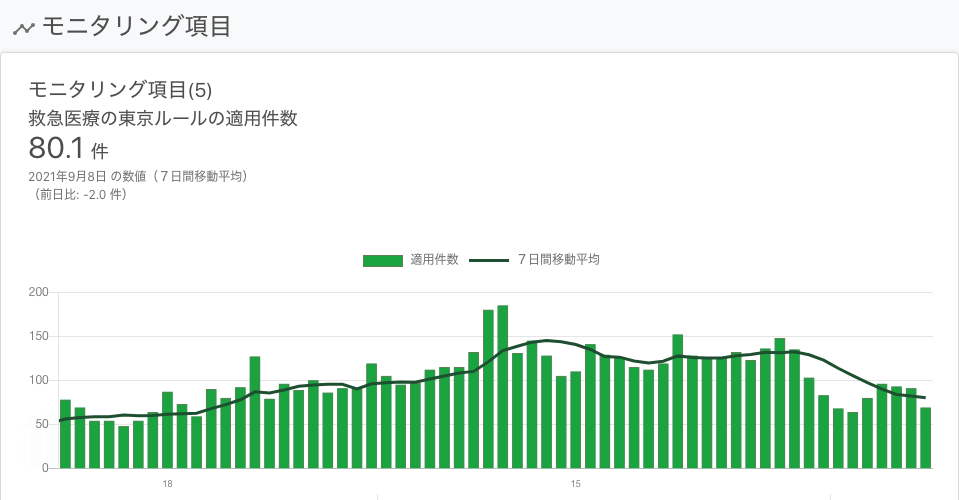 モニタリング項目
モニタリング項目(5)
救急医療の東京ルールの適用件数
80.1 件
2021年9月8日 の数値（７日間移動平均）
（前日比: -2.0 件）
適用件数 ７日間移動平均
200
150
100
50
0
18 15